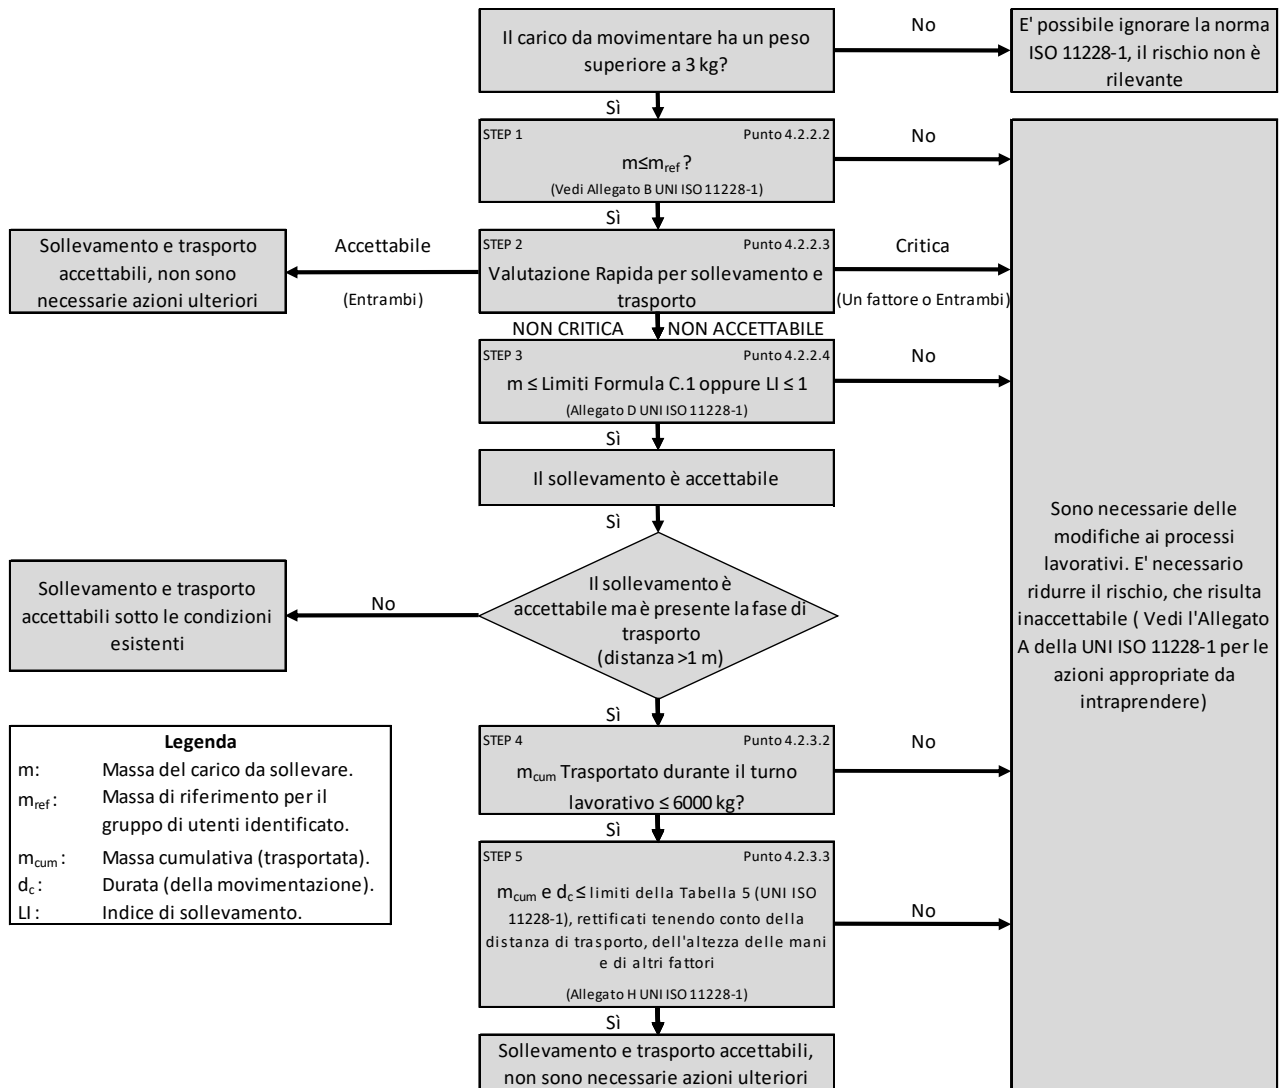 Il carico da movimentare ha un peso
superiore a 3 kg?
No
E' possibile ignorare la norma
ISO 11228-1, il rischio non è
rilevante
Sì
STEP 1 Punto 4.2.2.2
m≤mref ?
(Vedi Allegato B UNI ISO 11228-1)
No
Sì
Sollevamento e trasporto
accettabili, non sono
necessarie azioni ulteriori
Accettabile
(Entrambi)
STEP 2 Punto 4.2.2.3
Valutazione Rapida per sollevamento e
trasporto
Critica
(Un fattore o Entrambi)
NON CRITICA NON ACCETTABILE
STEP 3 Punto 4.2.2.4
m ≤ Limiti Formula C.1 oppure LI ≤ 1
(Allegato D UNI ISO 11228-1)
No
Sì
Il sollevamento è accettabile
Sì
Sollevamento e trasporto
accettabili sotto le condizioni
esistenti
No
Il sollevamento è
accettabile ma è presente la fase di
trasporto
(distanza >1 m)
Sono necessarie delle
modifiche ai processi
lavorativi. E' necessario
ridurre il rischio, che risulta
inaccettabile ( Vedi l'Allegato
A della UNI ISO 11228-1 per le
azioni appropriate da
intraprendere)
Sì
STEP 4 Punto 4.2.3.2
mcum Trasportato durante il turno
lavorativo ≤ 6000 kg?
No
Sì
STEP 5 Punto 4.2.3.3
mcum e dc ≤ limiti della Tabella 5 (UNI ISO
11228-1), rettificati tenendo conto della
distanza di trasporto, dell'altezza delle mani
e di altri fattori
(Allegato H UNI ISO 11228-1)
No
Sì
Sollevamento e trasporto accettabili,
non sono necessarie azioni ulteriori
Legenda
m: Massa del carico da sollevare.
mref : Massa di riferimento per il
gruppo di utenti identificato.
mcum : Massa cumulativa (trasportata).
dc : Durata (della movimentazione).
LI : Indice di sollevamento.